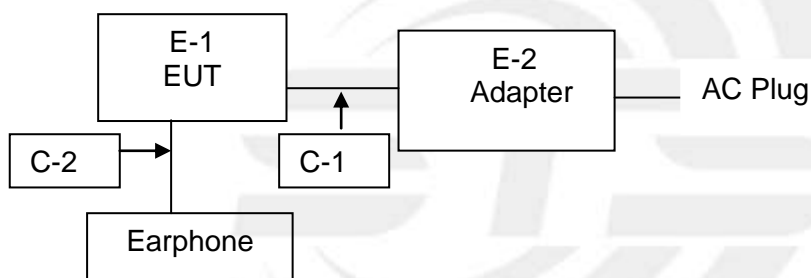 E-1
EUT
E-2
Adapter
AC Plug
C-2
C-1
Earphone